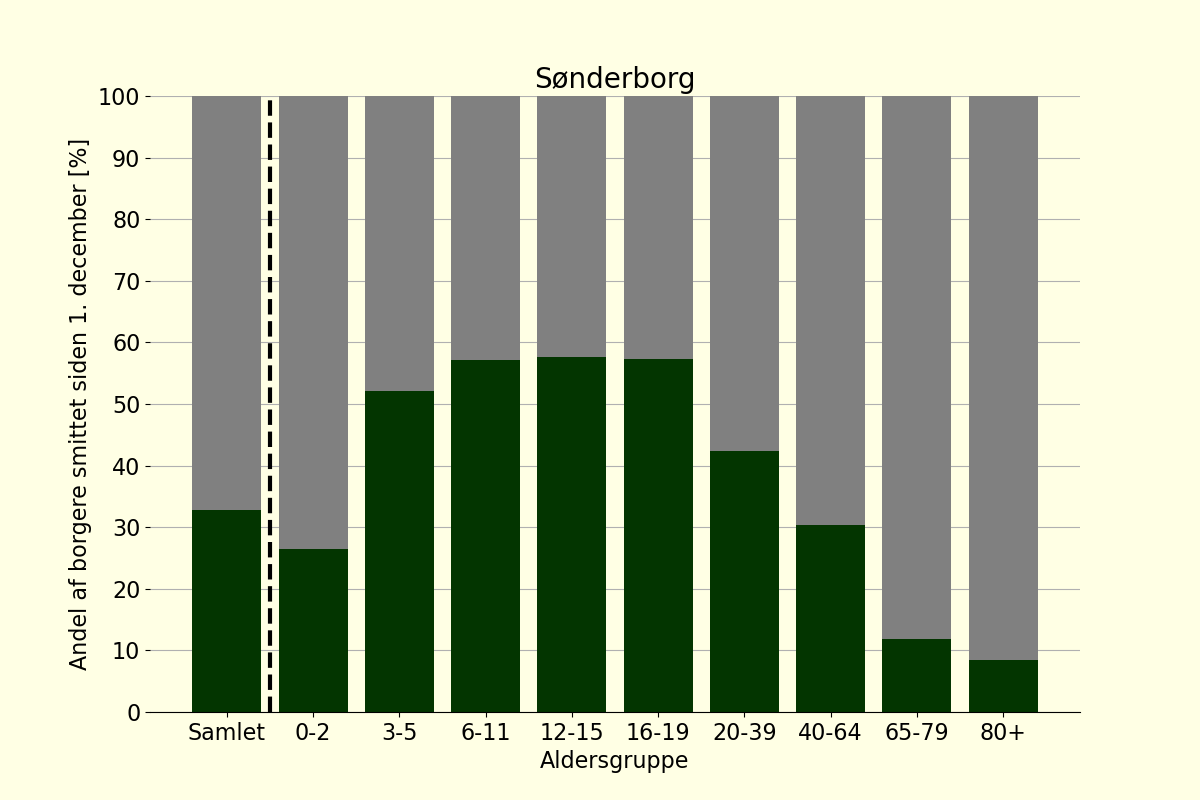 Sønderborg
Andel af borgere smittet siden 1. december [%]
100
90
80
70
60
50
40
30
20
10
0
Samlet 0-2 3-5 6-11 12-15 16-19 20-39 40-64 65-79 80+
Aldersgruppe